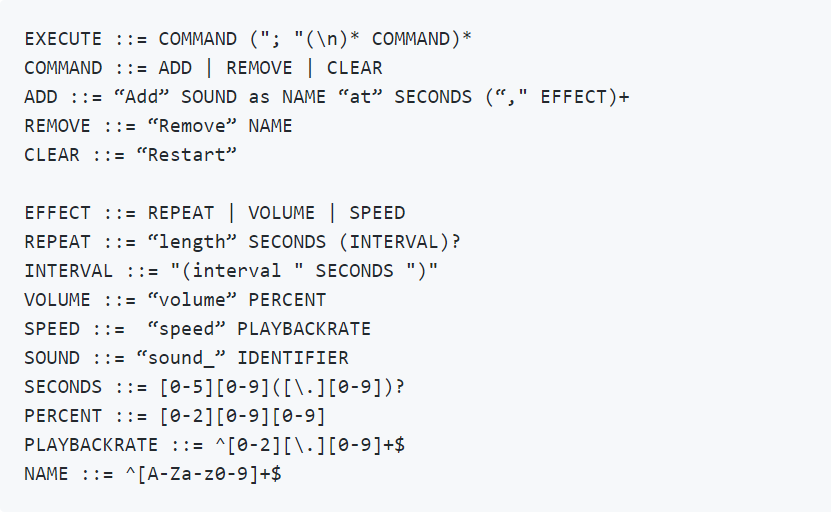 EXECUTE ::= COMMAND ("; "(\n)* COMMAND)*
COMMAND ::= ADD | REMOVE | CLEAR
ADD ::= “Add” SOUND as NAME “at” SECONDS (“," EFFECT)+
REMOVE ::= “Remove” NAME
CLEAR ::= “Restart”
EFFECT ::= REPEAT | VOLUME | SPEED
REPEAT ::= “length” SECONDS (INTERVAL)?
INTERVAL ::= "(interval " SECONDS ")"
VOLUME ::= “volume” PERCENT
SPEED ::=  “speed” PLAYBACKRATE
SOUND ::= “sound_” IDENTIFIER
SECONDS ::= [0-5][0-9]([\.][0-9])?
PERCENT ::= [0-2][0-9][0-9]
PLAYBACKRATE ::= ^[0-2][\.][0-9]+$
NAME ::= ^[A-Za-z0-9]+$